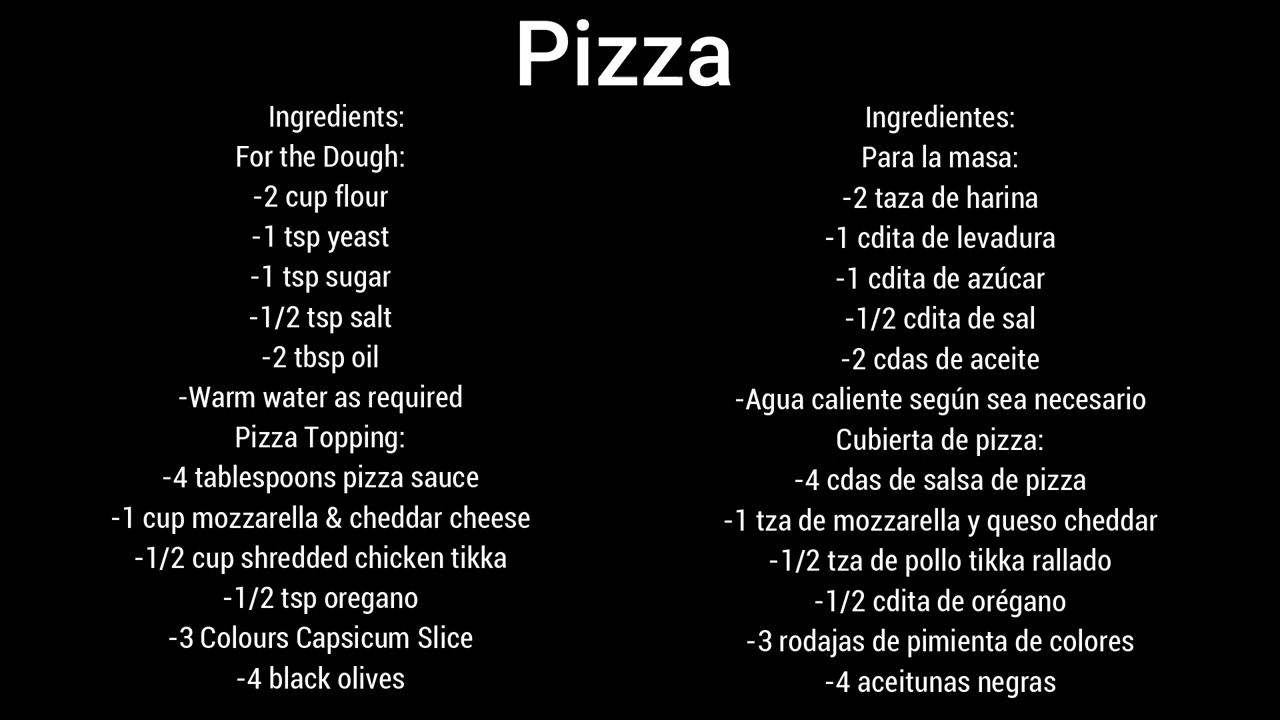 Pizza
Ingredients:
For the Dough:
-2 cup flour
-1 tsp yeast
-1 tsp sugar
-1/2 tsp salt
-2 tbsp oil
-Warm water as required
Pizza Topping:
-4 tablespoons pizza sauce
-1 cup mozzarella & cheddar cheese
-1/2 cup shredded chicken tikka
-1/2 tsp oregano
-3 Colours Capsicum Slice
-4 black olives
Ingredientes:
Para la masa:
-2 taza de harina
-1 cdita de levadura
-1 cdita de azúcar
-1/2 cdita de sal
-2 cdas de aceite
-Agua caliente según sea necesario
Cubierta de pizza:
-4 cdas de salsa de pizza
-1 tza de mozzarella y queso cheddar
-1/2 tza de pollo tikka rallado
-1/2 cdita de orégano
-3 rodajas de pimienta de colores
-4 aceitunas negras